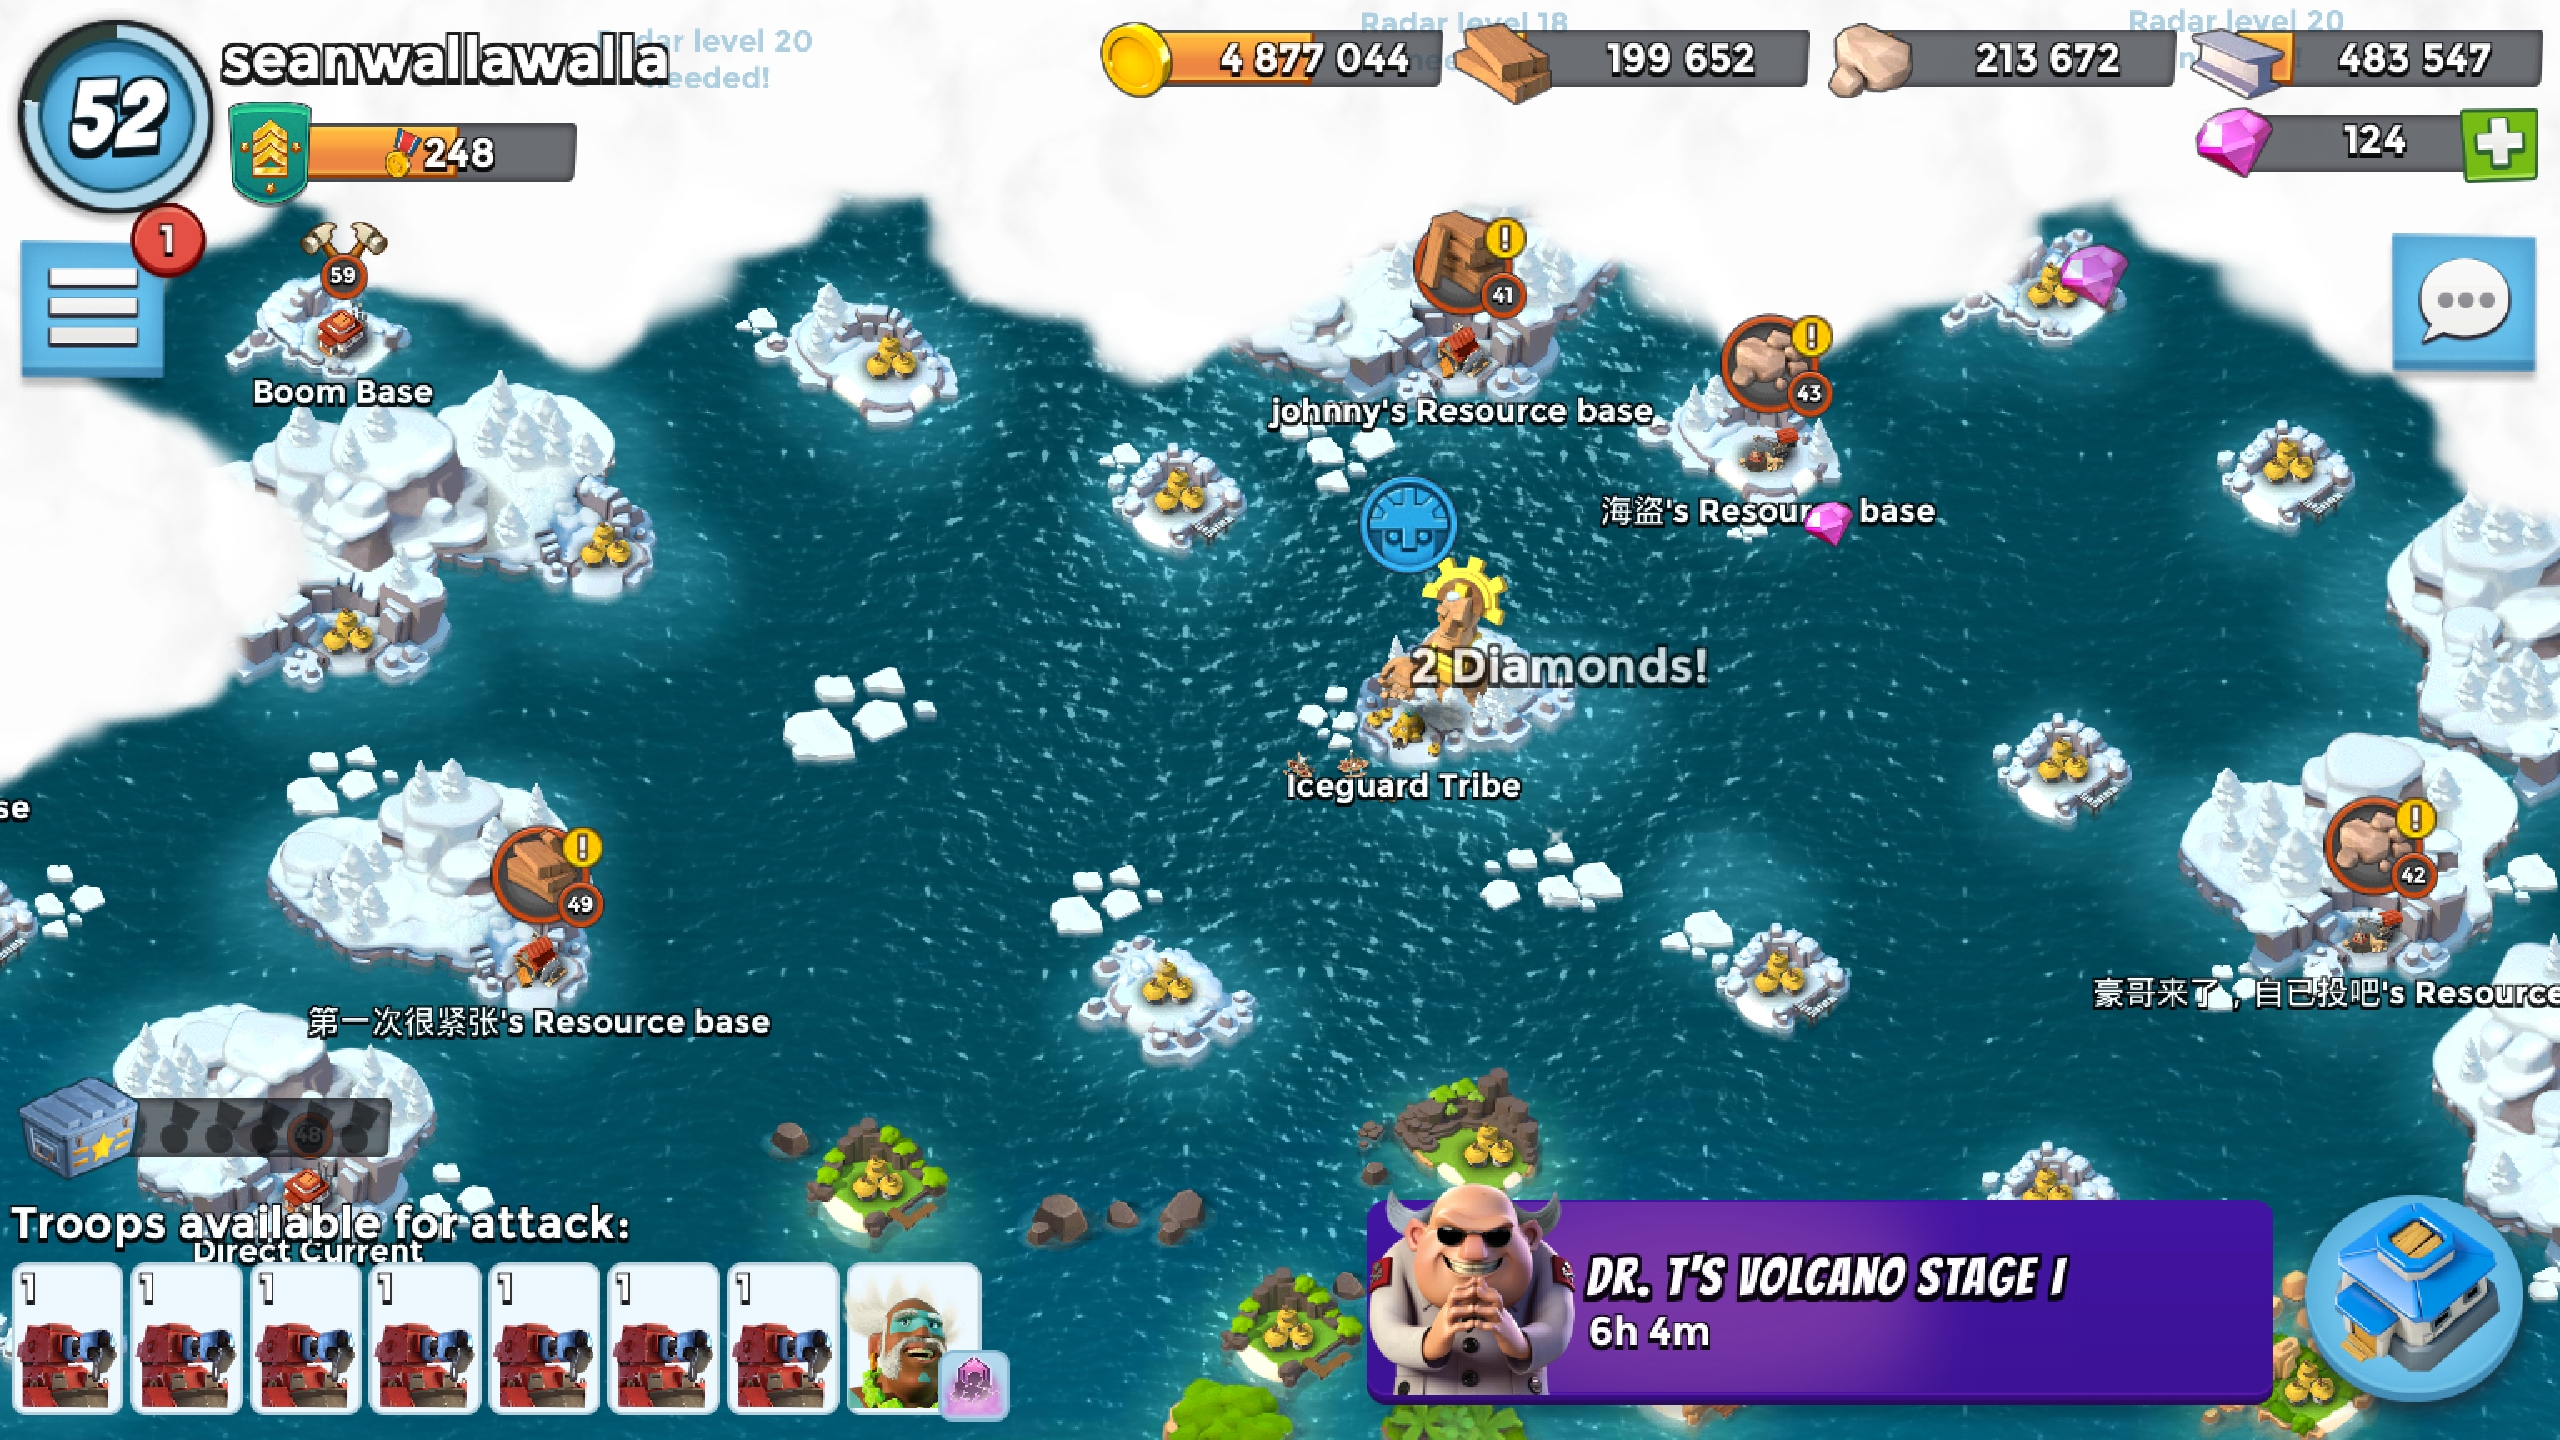 Radar level 18
Radar level 20
seanwallawalla
level 20
needed!
4 877 044
199 652
213 672
483 547
52
248
124
1
59
41
43
Boom Base
johnny's Resource base
海盗's Resour base
2 Diamonds!
Iceguard Tribe
se
49
42
豪哥来了，自已投吧's Resource
第一次很紧张's Resource base
48
Troops available for attack:
Direct Current
1
1
1
1
1
1
1
DR. T'S VOLCANO STAGE I
6h 4m